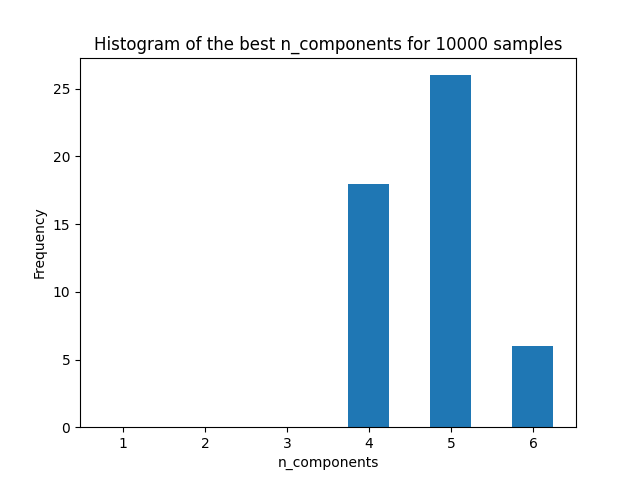 Histogram of the best n_components for 10000 samples
25
20
15
10
5
0
Frequency
1 2 3 4 5 6
n_components